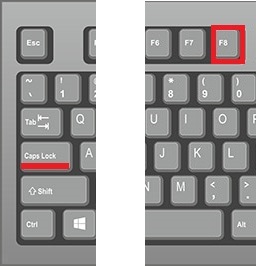 Esc F6 F7 F8
~ ! 1 * 8 ( 9 ) 0
Tab Q U I O P
Caps Lock A J K L
Shift N M < , > .
Ctrl Alt